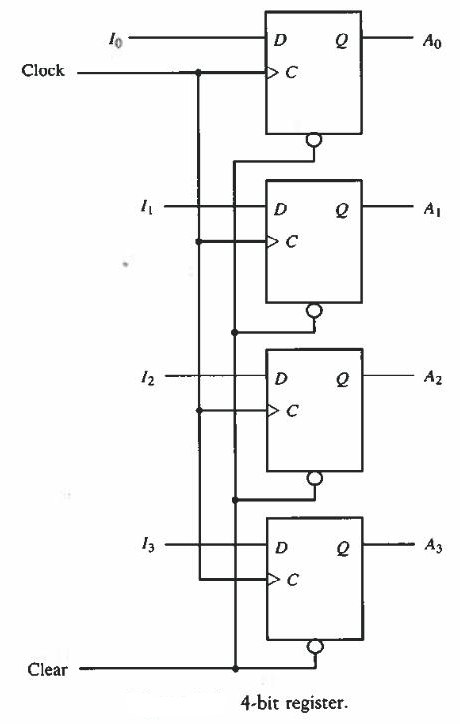 I0 D Q A0
Clock C
I1 D Q A1
C
I2 D Q A2
C
I3 D Q A3
C
Clear
4-bit register.